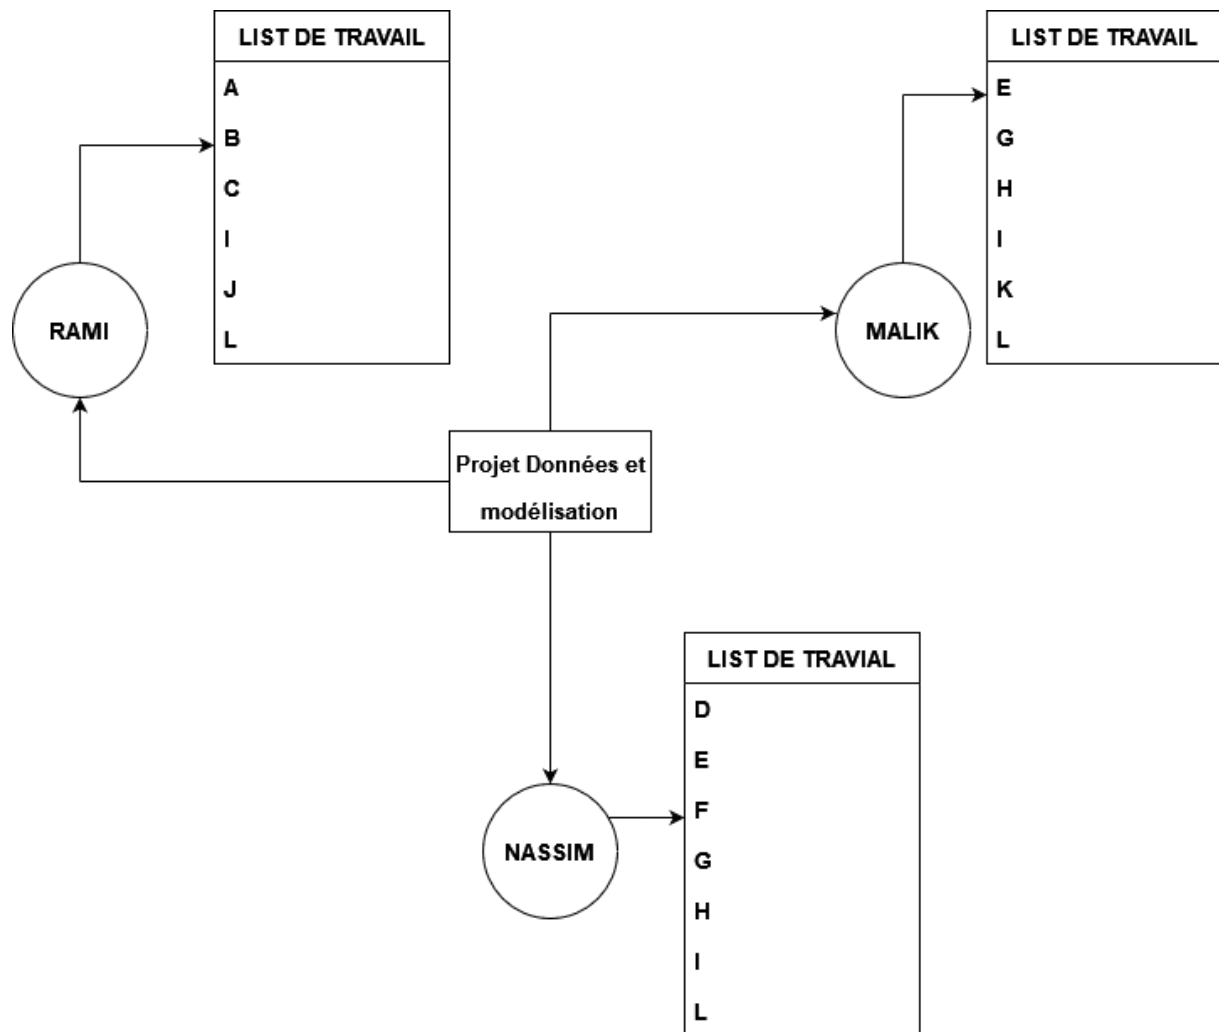 LIST DE TRAVAIL
A
B
C
I
J
L
RAMI
LIST DE TRAVAIL
E
G
H
I
K
L
MALIK
Projet Données et
modélisation
LIST DE TRAVIAL
D
E
F
G
H
I
L
NASSIM